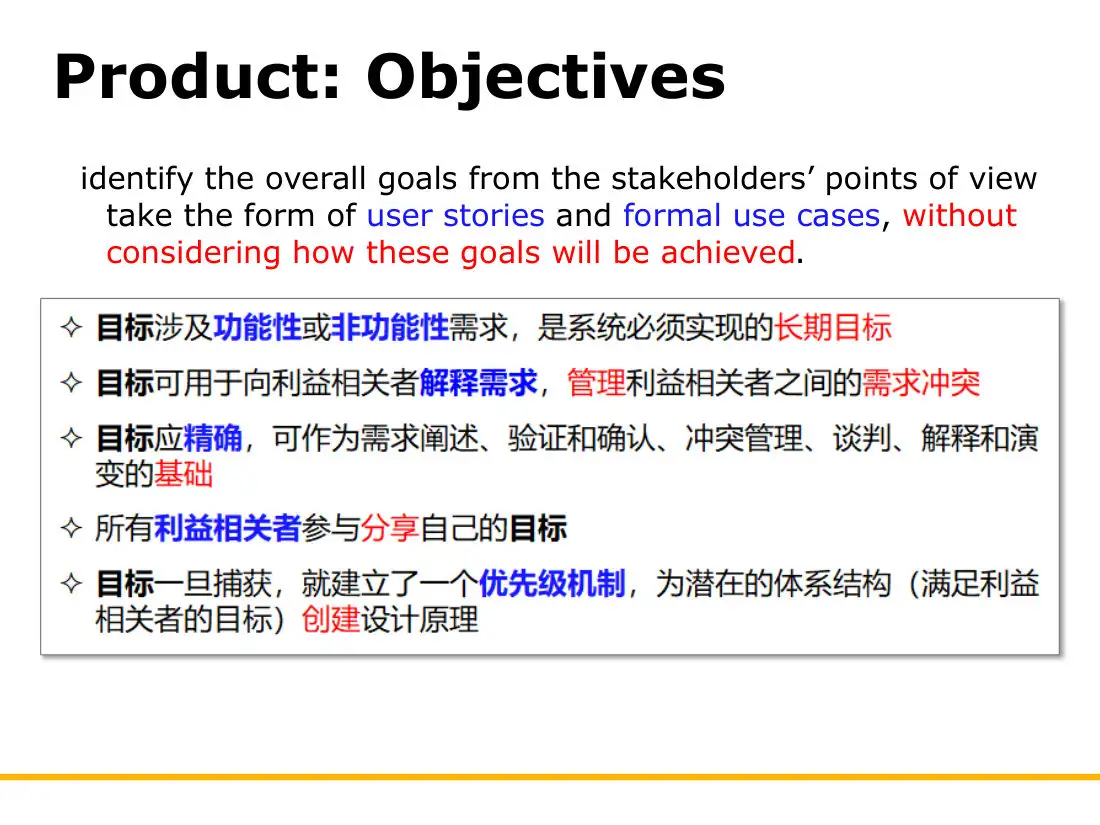 Product: Objectives
identify the overall goals from the stakeholders’ points of view
take the form of user stories and formal use cases, without
considering how these goals will be achieved.
✧ 目标涉及功能性或非功能性需求，是系统必须实现的长期目标
✧ 目标可用于向利益相关者解释需求，管理利益相关者之间的需求冲突
✧ 目标应精确，可作为需求阐述、验证和确认、冲突管理、谈判、解释和演
变的基础
✧ 所有利益相关者参与分享自己的目标
✧ 目标一旦捕获，就建立了一个优先级机制，为潜在的体系结构（满足利益
相关者的目标）创建设计原理